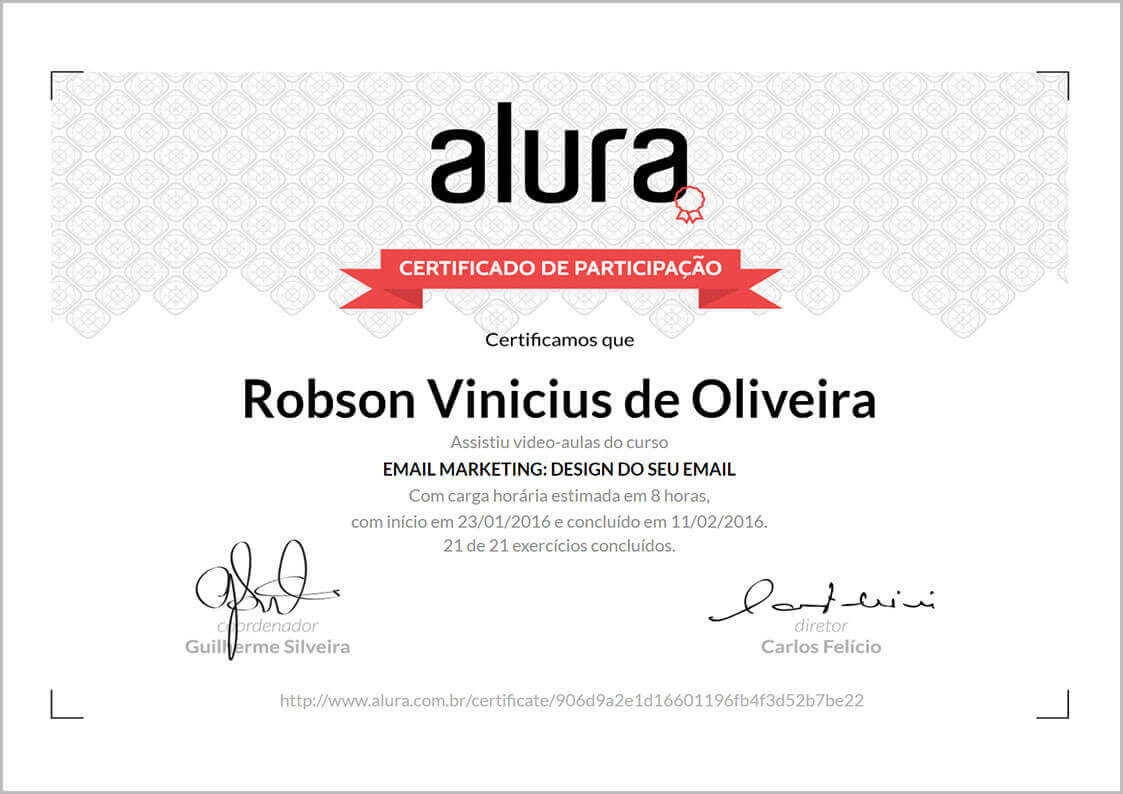 alura
CERTIFICADO DE PARTICIPAÇÃO
Certificamos que
Robson Vinicius de Oliveira
Assistiu video-aulas do curso
EMAIL MARKETING: DESIGN DO SEU EMAIL
Com carga horária estimada em 8 horas,
com início em 23/01/2016 e concluído em 11/02/2016.
21 de 21 exercícios concluídos.
coordenador
Guilherme Silveira
diretor
Carlos Felício
http://www.alura.com.br/certificate/906d9a2e1d16601196fb4f3d52b7be22